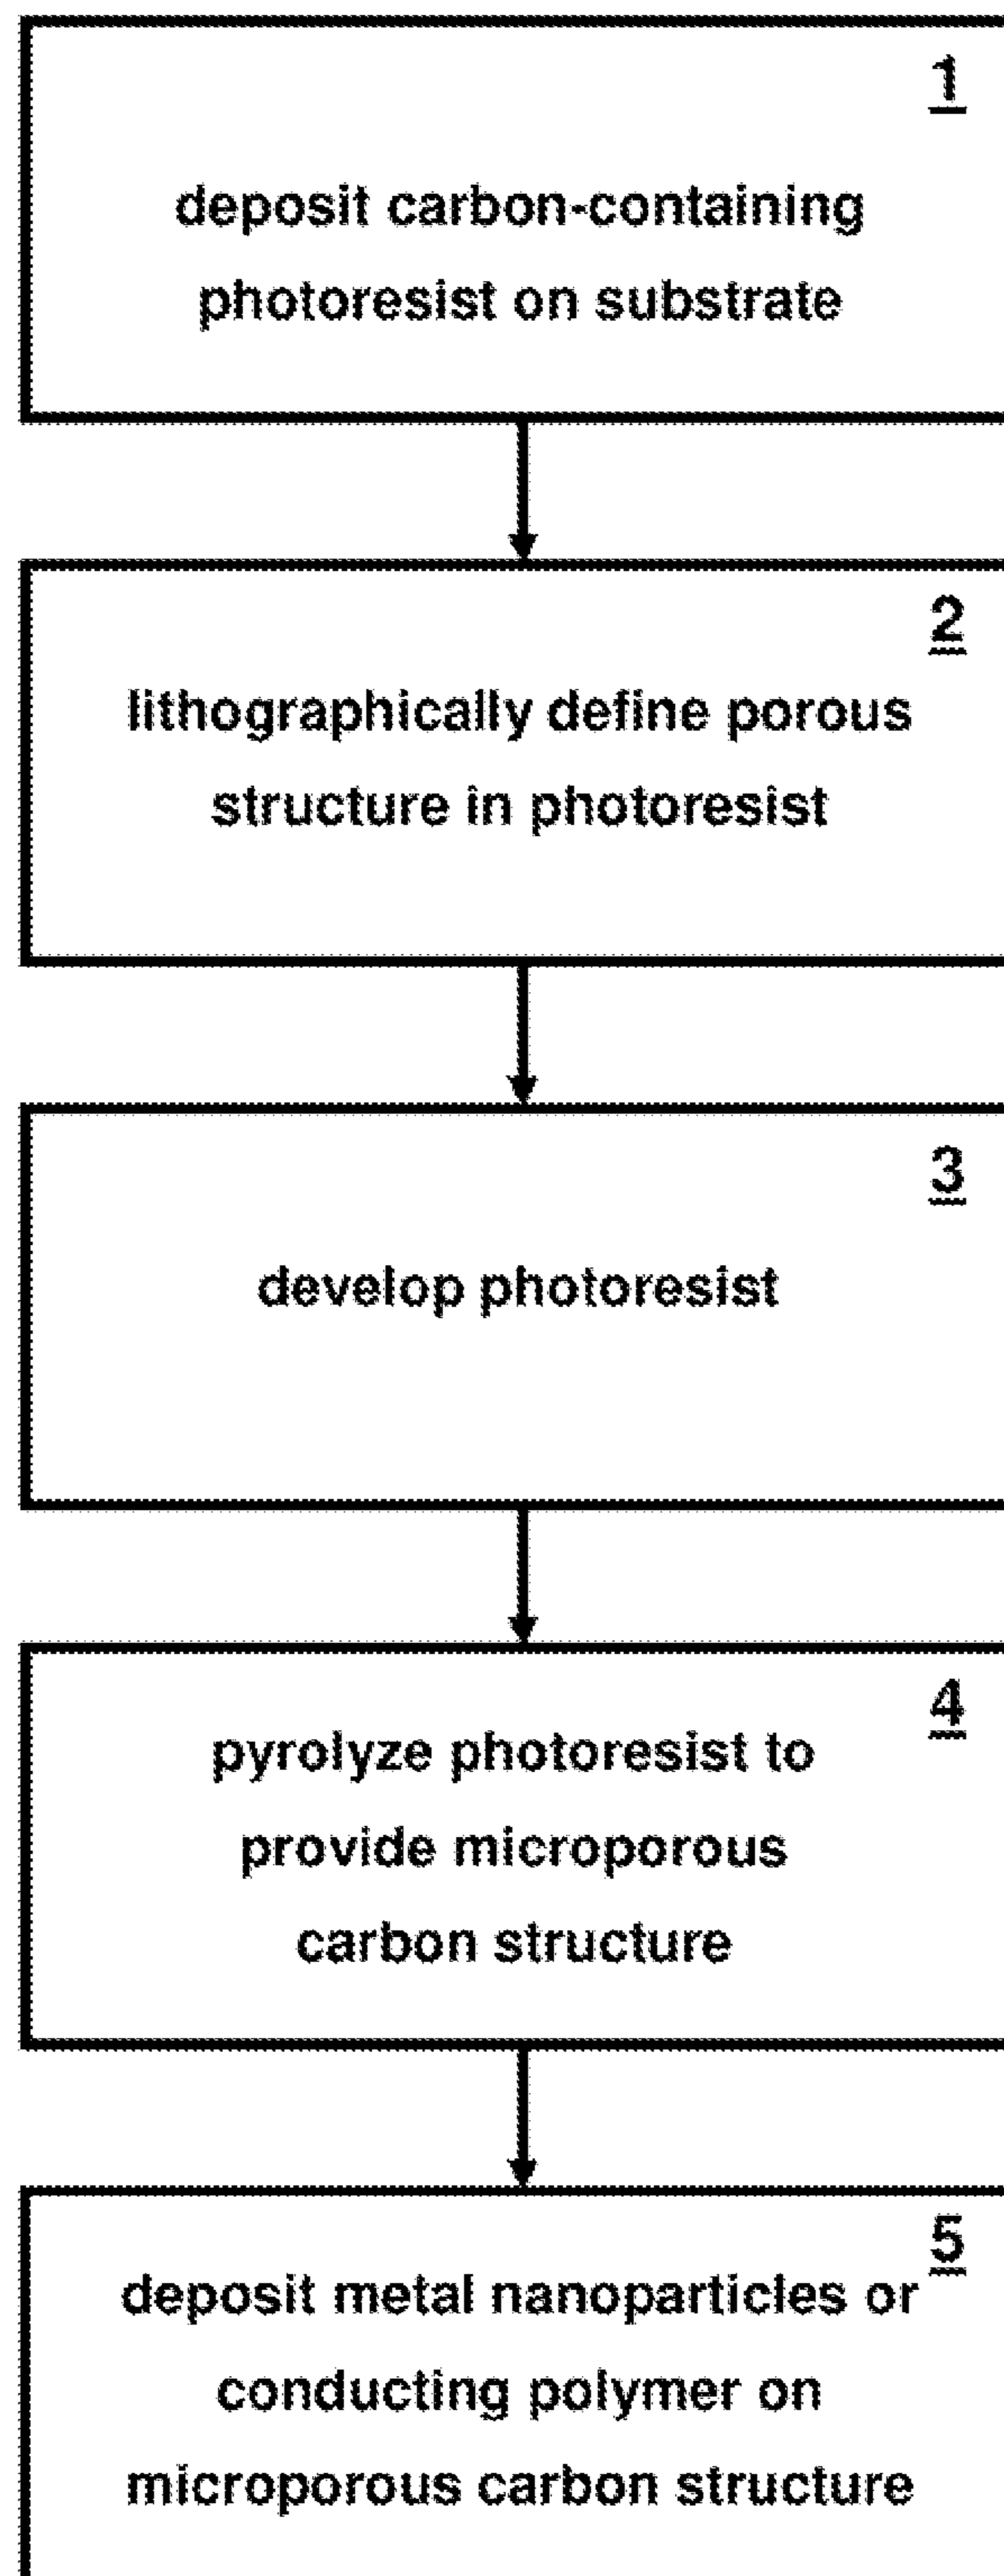 1
deposit carbon-containing
photoresist on substrate
2
lithographically define porous
structure in photoresist
3
develop photoresist
4
pyrolyze photoresist to
provide microporous
carbon structure
5
deposit metal nanoparticles or
conducting polymer on
microporous carbon structure